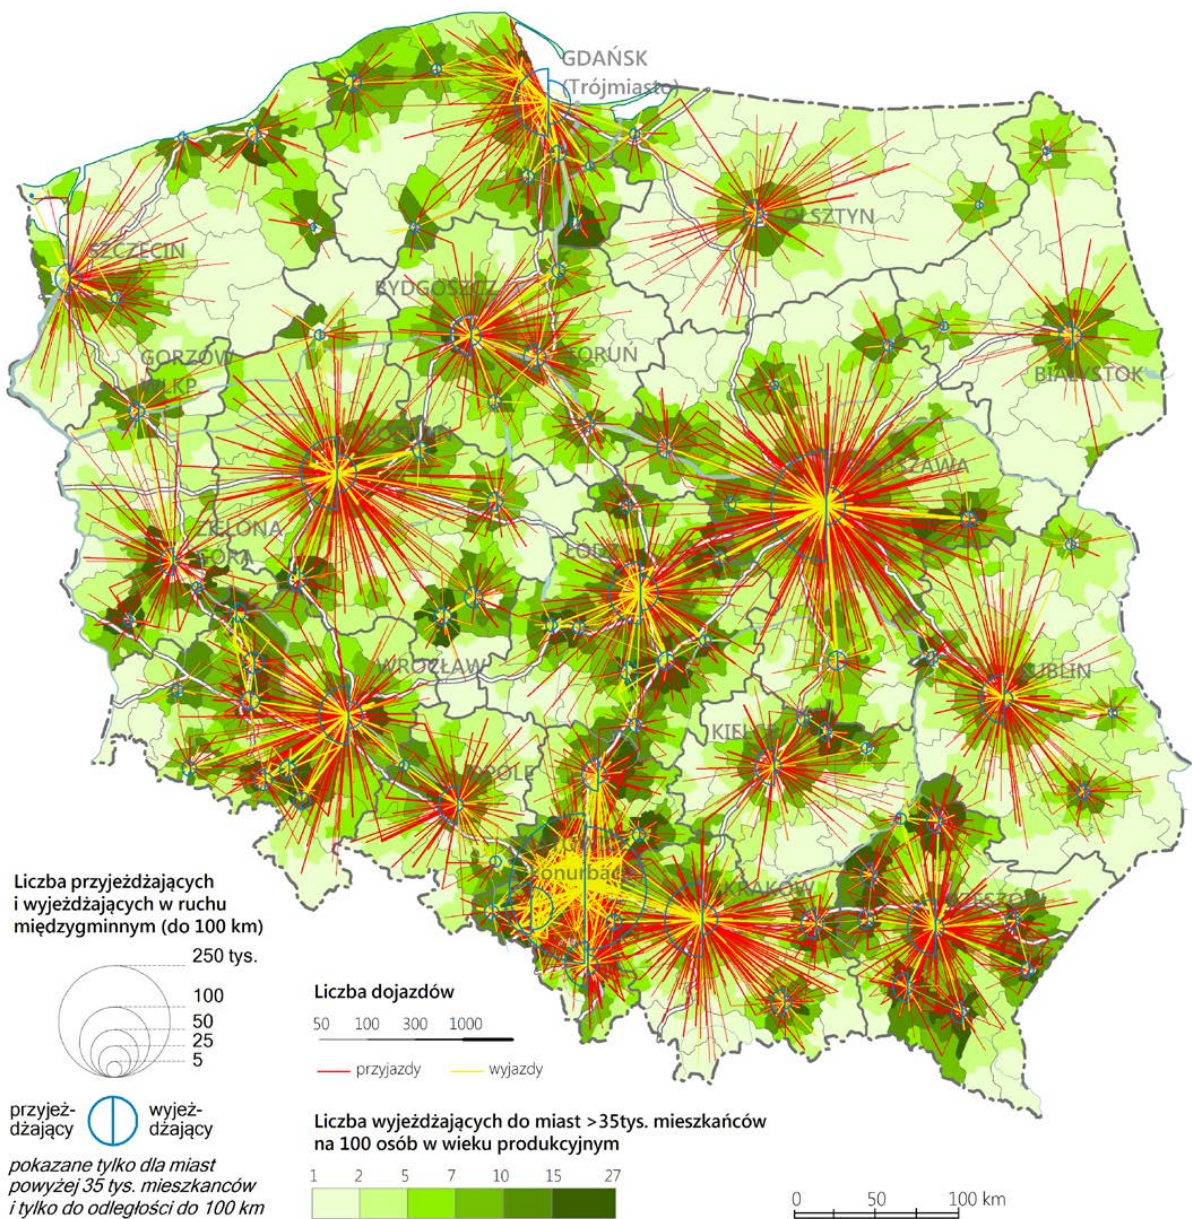 GDAŃSK
(Trójmiasto)
OLSZTYN
SZCZECIN
BYDGOSZCZ
GORZÓW
WLKP.
TORUŃ
BIAŁYSTOK
WARSZAWA
ZIELONA
GÓRA
ŁÓDŹ
WROCŁAW
LUBLIN
KIELCE
OPOLE
KRAKÓW
RZESZÓW
Liczba przyjeżdżających
i wyjeżdżających w ruchu
międzygminnym (do 100 km)
250 tys.
100
50
25
5
przyjeż-
dżający
wyjeż-
dżający
pokazane tylko dla miast
powyżej 35 tys. mieszkanców
i tylko do odległości do 100 km
Liczba dojazdów
50 100 300 1000
przyjazdy wyjazdy
Liczba wyjeżdżających do miast >35tys. mieszkańców
na 100 osób w wieku produkcyjnym
1 2 5 7 10 15 27
0 50 100 km